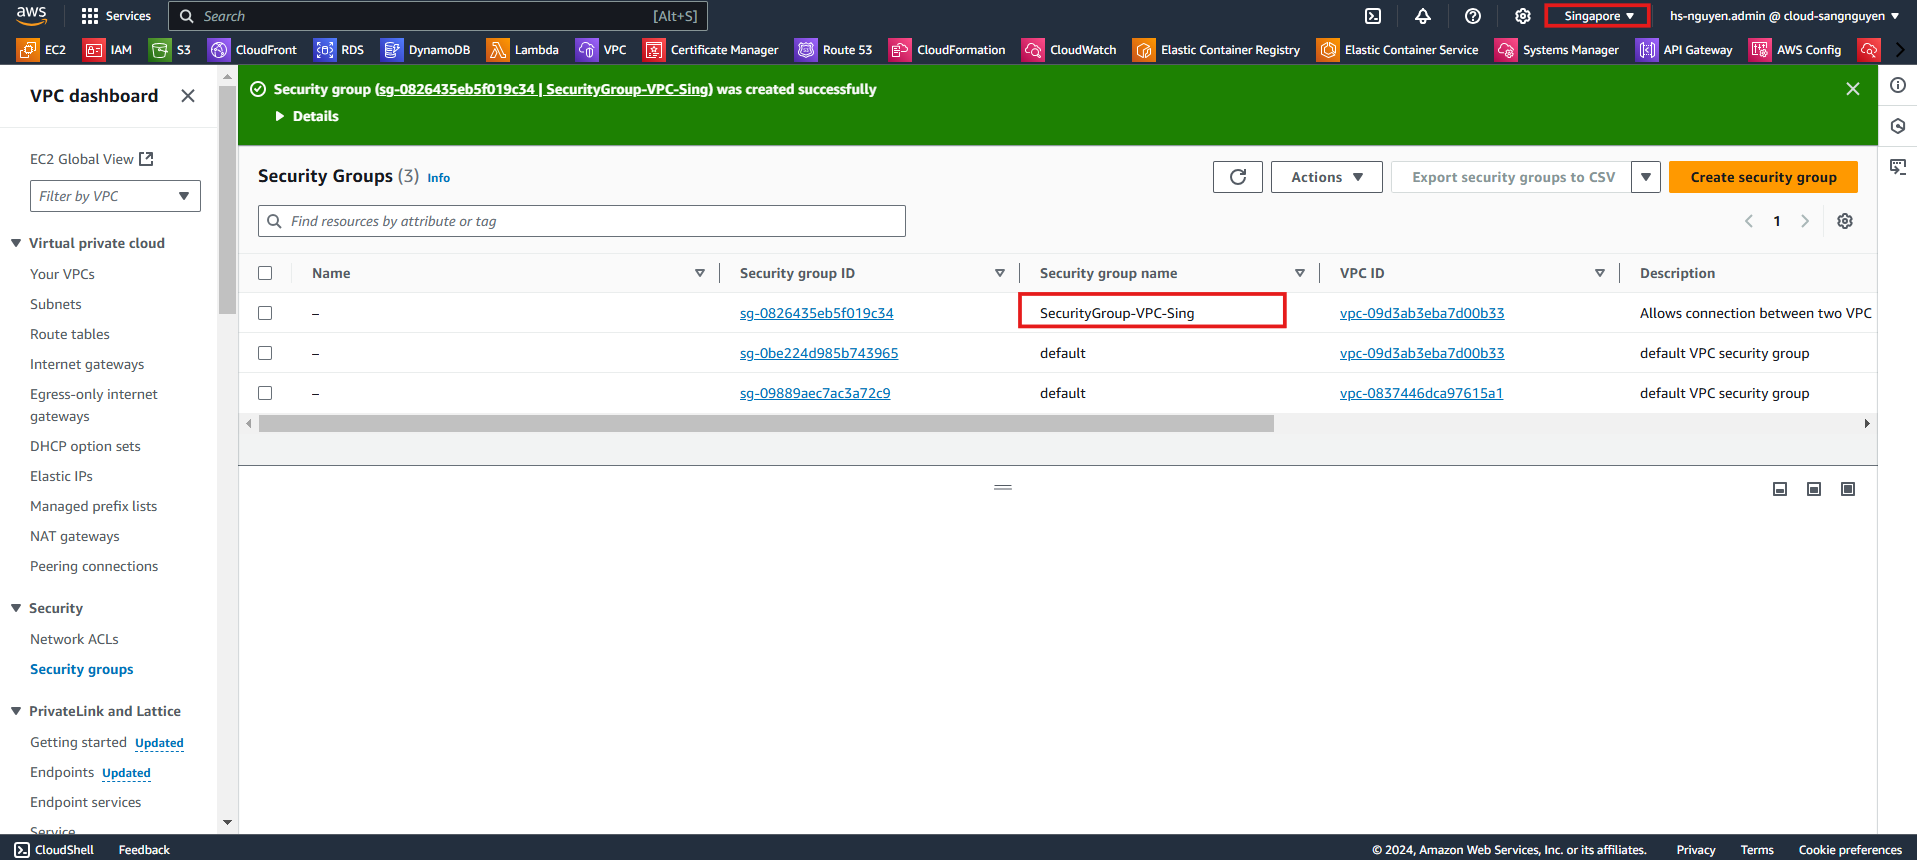 aws Services Search [Alt+S] Singapore hs-nguyen.admin @ cloud-sangnguyen
EC2 IAM S3 CloudFront RDS DynamoDB Lambda VPC Certificate Manager Route 53 CloudFormation CloudWatch Elastic Container Registry Elastic Container Service Systems Manager API Gateway AWS Config
VPC dashboard
EC2 Global View
Filter by VPC
Virtual private cloud
Your VPCs
Subnets
Route tables
Internet gateways
Egress-only internet
gateways
DHCP option sets
Elastic IPs
Managed prefix lists
NAT gateways
Peering connections
Security
Network ACLs
Security groups
PrivateLink and Lattice
Getting started Updated
Endpoints Updated
Endpoint services
Service
Security group (sg-0826435eb5f019c34 | SecurityGroup-VPC-Sing) was created successfully
Details
Security Groups (3) Info
Actions Export security groups to CSV Create security group
Find resources by attribute or tag
1
Name Security group ID Security group name VPC ID Description
– sg-0826435eb5f019c34 SecurityGroup-VPC-Sing vpc-09d3ab3eba7d00b33 Allows connection between two VPC
– sg-0be224d985b743965 default vpc-09d3ab3eba7d00b33 default VPC security group
– sg-09889aec7ac3a72c9 default vpc-0837446dca97615a1 default VPC security group
CloudShell Feedback © 2024, Amazon Web Services, Inc. or its affiliates. Privacy Terms Cookie preferences